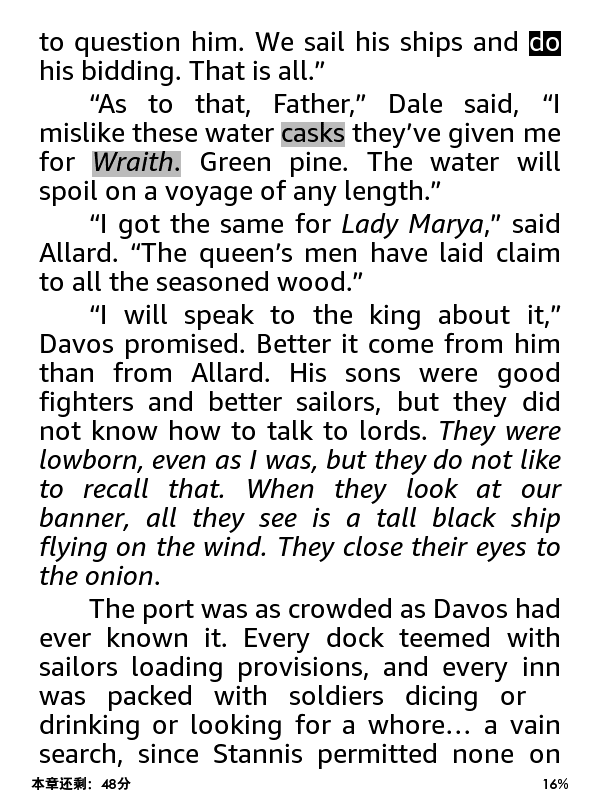 to question him. We sail his ships and do
his bidding. That is all.”
“As to that, Father,” Dale said, “I
mislike these water casks they’ve given me
for Wraith. Green pine. The water will
spoil on a voyage of any length.”
“I got the same for Lady Marya,” said
Allard. “The queen’s men have laid claim
to all the seasoned wood.”
“I will speak to the king about it,”
Davos promised. Better it come from him
than from Allard. His sons were good
fighters and better sailors, but they did
not know how to talk to lords. They were
lowborn, even as I was, but they do not like
to recall that. When they look at our
banner, all they see is a tall black ship
flying on the wind. They close their eyes to
the onion.
The port was as crowded as Davos had
ever known it. Every dock teemed with
sailors loading provisions, and every inn
was packed with soldiers dicing or
drinking or looking for a whore… a vain
search, since Stannis permitted none on
本章还剩：48分 16%